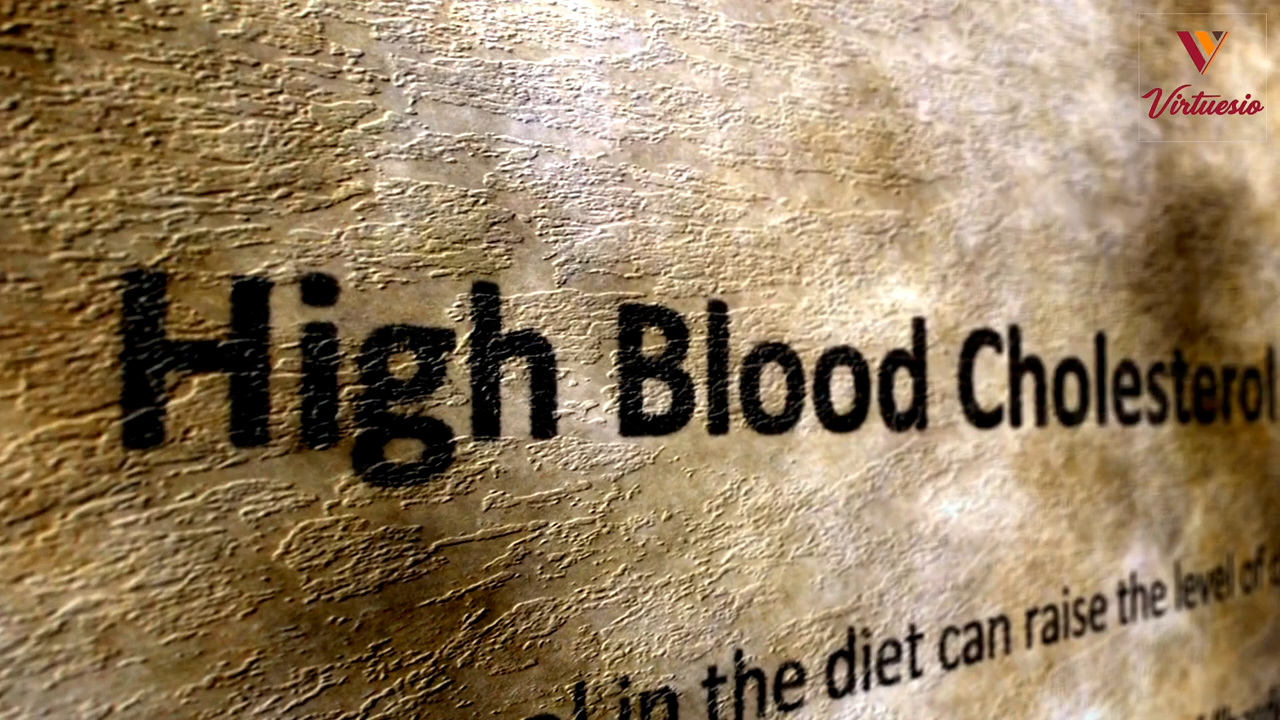 Virtuesio
High Blood Cholesterol
in the diet can raise the level of